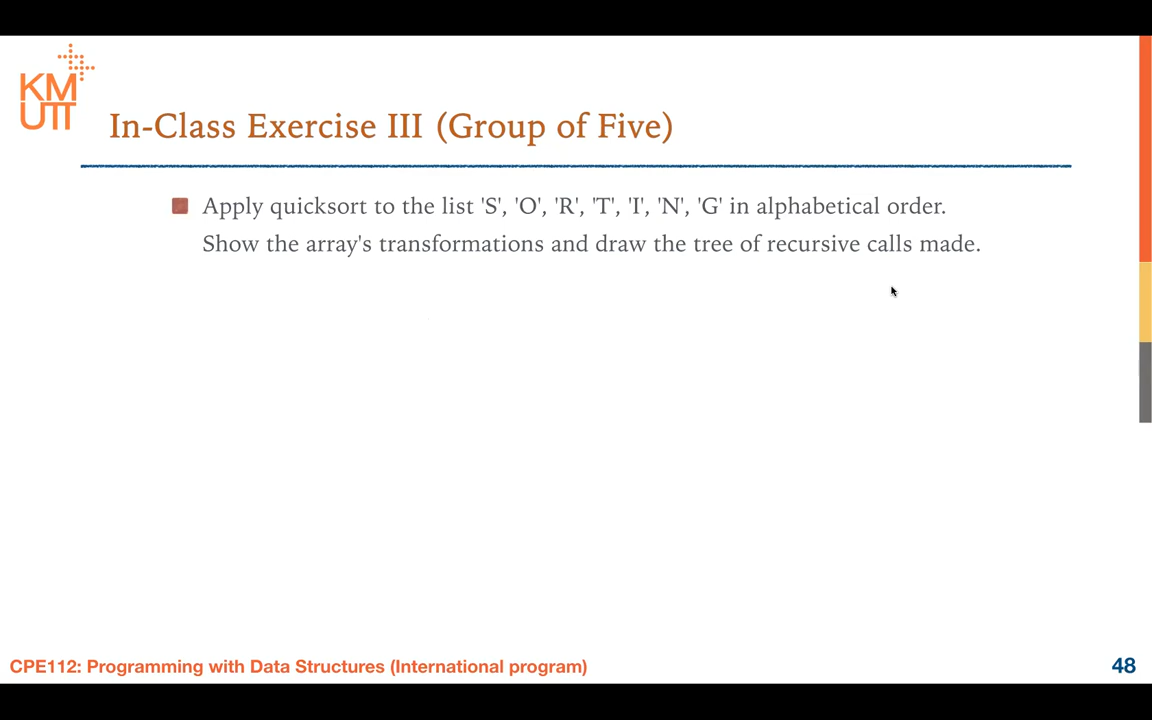 KM
UTT
In-Class Exercise III (Group of Five)
Apply quicksort to the list 'S', 'O', 'R', 'T', 'I', 'N', 'G' in alphabetical order.
Show the array's transformations and draw the tree of recursive calls made.
CPE112: Programming with Data Structures (International program)
48